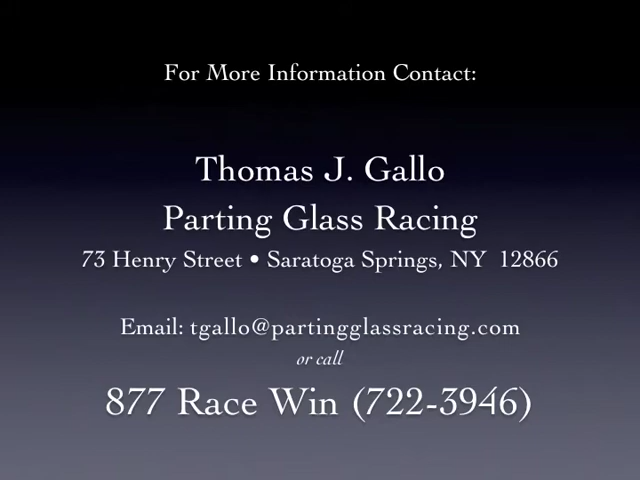 For More Information Contact:
Thomas J. Gallo
Parting Glass Racing
73 Henry Street • Saratoga Springs, NY 12866
Email: tgallo@partingglassracing.com
or call
877 Race Win (722-3946)